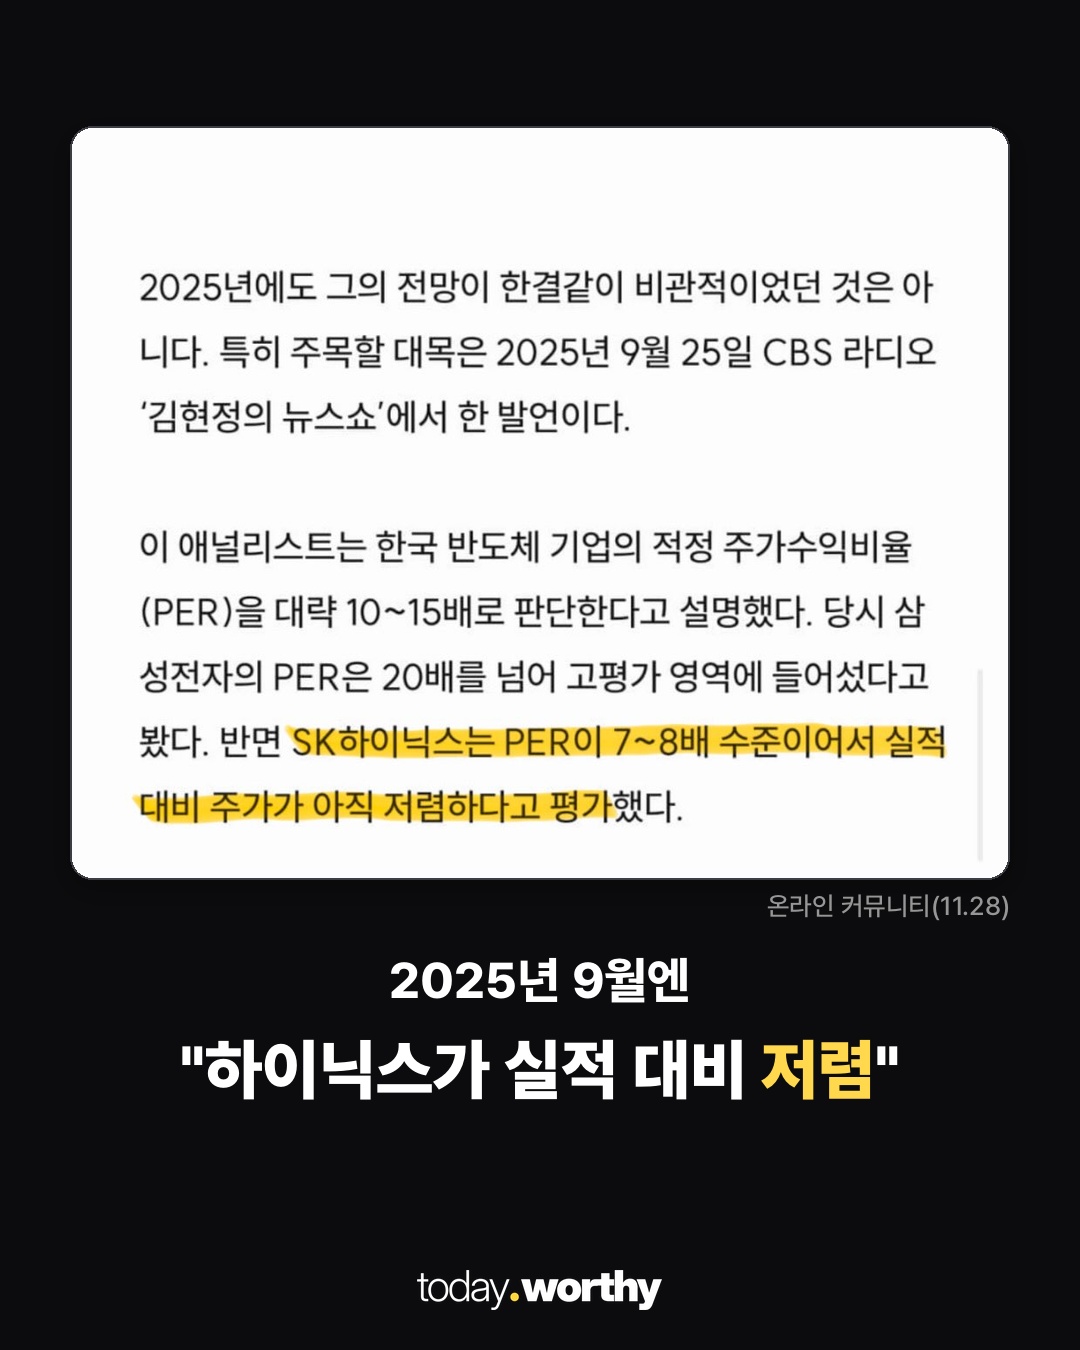 2025년에도 그의 전망이 한결같이 비관적이었던 것은 아
니다. 특히 주목할 대목은 2025년 9월 25일 CBS 라디오
‘김현정의 뉴스쇼’에서 한 발언이다.
이 애널리스트는 한국 반도체 기업의 적정 주가수익비율
(PER)을 대략 10~15배로 판단한다고 설명했다. 당시 삼
성전자의 PER은 20배를 넘어 고평가 영역에 들어섰다고
봤다. 반면 SK하이닉스는 PER이 7~8배 수준이어서 실적
대비 주가가 아직 저렴하다고 평가했다.
온라인 커뮤니티(11.28)
2025년 9월엔
"하이닉스가 실적 대비 저렴"
today.worthy